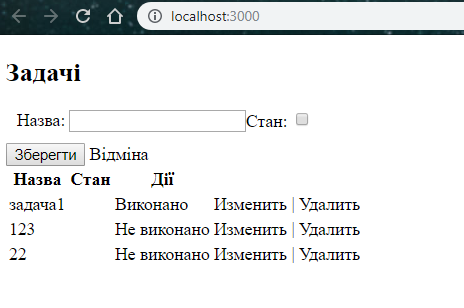 localhost:3000
Задачі
Назва: Стан:
Зберегти Відміна
Назва Стан Дії
задача1 Виконано Изменить | Удалить
123 Не виконано Изменить | Удалить
22 Не виконано Изменить | Удалить